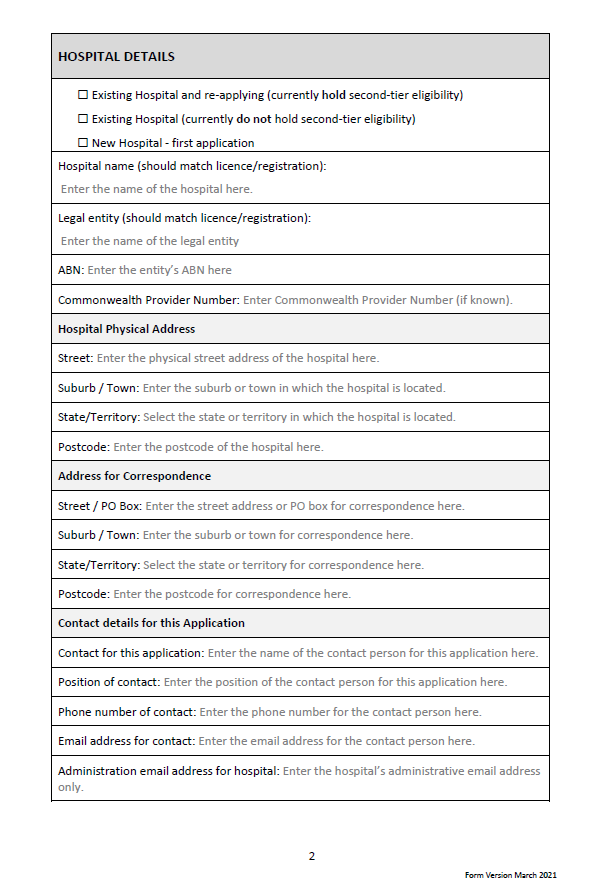 HOSPITAL DETAILS
☐ Existing Hospital and re-applying (currently hold second-tier eligibility)
☐ Existing Hospital (currently do not hold second-tier eligibility)
☐ New Hospital - first application
Hospital name (should match licence/registration):
Enter the name of the hospital here.
Legal entity (should match licence/registration):
Enter the name of the legal entity
ABN: Enter the entity's ABN here
Commonwealth Provider Number: Enter Commonwealth Provider Number (if known).
Hospital Physical Address
Street: Enter the physical street address of the hospital here.
Suburb / Town: Enter the suburb or town in which the hospital is located.
State/Territory: Select the state or territory in which the hospital is located.
Postcode: Enter the postcode of the hospital here.
Address for Correspondence
Street / PO Box: Enter the street address or PO box for correspondence here.
Suburb / Town: Enter the suburb or town for correspondence here.
State/Territory: Select the state or territory for correspondence here.
Postcode: Enter the postcode for correspondence here.
Contact details for this Application
Contact for this application: Enter the name of the contact person for this application here.
Position of contact: Enter the position of the contact person for this application here.
Phone number of contact: Enter the phone number for the contact person here.
Email address for contact: Enter the email address for the contact person here.
Administration email address for hospital: Enter the hospital's administrative email address
only.
2
Form Version March 2021